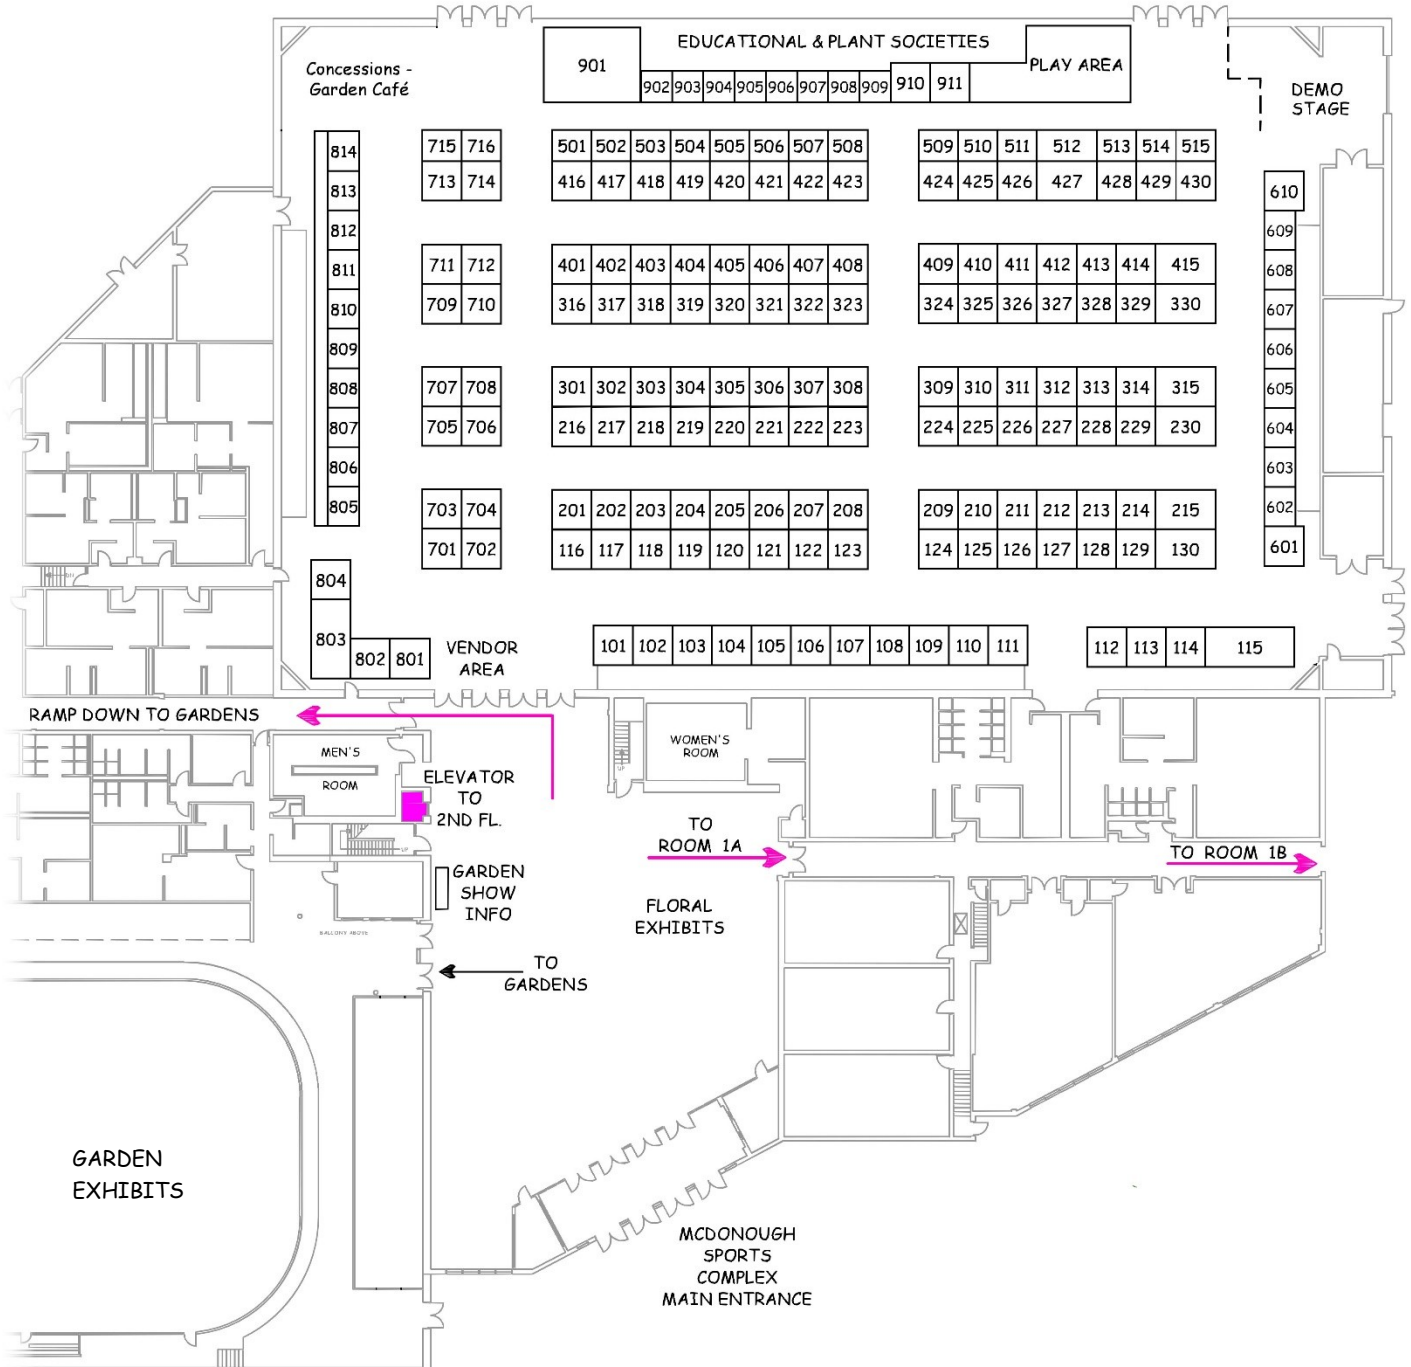 EDUCATIONAL & PLANT SOCIETIES
901
PLAY AREA
Concessions -
Garden Café
902 903 904 905 906 907 908 909 910 911
DEMO
STAGE
814
813
812
811
810
809
808
807
806
805
715 716
713 714
501 502 503 504 505 506 507 508
416 417 418 419 420 421 422 423
509 510 511 512 513 514 515
424 425 426 427 428 429 430
711 712
709 710
401 402 403 404 405 406 407 408
316 317 318 319 320 321 322 323
409 410 411 412 413 414 415
324 325 326 327 328 329 330
707 708
705 706
301 302 303 304 305 306 307 308
216 217 218 219 220 221 222 223
309 310 311 312 313 314 315
224 225 226 227 228 229 230
703 704
701 702
201 202 203 204 205 206 207 208
116 117 118 119 120 121 122 123
209 210 211 212 213 214 215
124 125 126 127 128 129 130
610
609
608
607
606
605
604
603
602
601
804
803
802 801
VENDOR
AREA
101 102 103 104 105 106 107 108 109 110 111
112 113 114 115
RAMP DOWN TO GARDENS
MEN'S
ROOM
WOMEN'S
ROOM
UP
ELEVATOR
TO
2ND FL.
UP
TO
ROOM 1A
TO ROOM 1B
GARDEN
SHOW
INFO
FLORAL
EXHIBITS
BALCONY ABOVE
TO
GARDENS
GARDEN
EXHIBITS
MCDONOUGH
SPORTS
COMPLEX
MAIN ENTRANCE